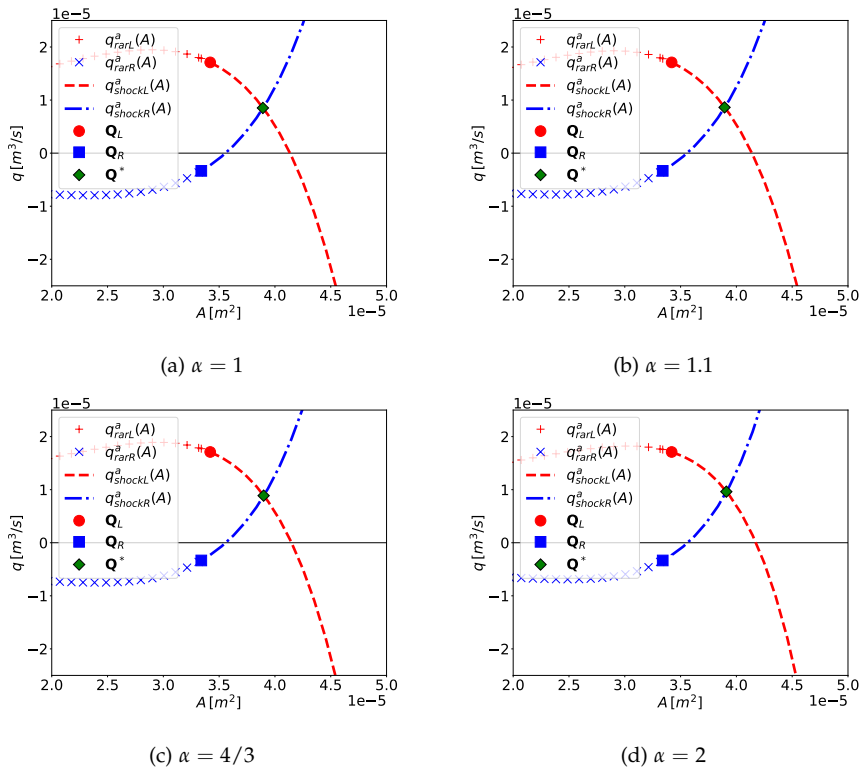 1e−5
2
1
0
−1
−2
q [m³/s]
q^a_rarL(A)
q^a_rarR(A)
q^a_shockL(A)
q^a_shockR(A)
Q_L
Q_R
Q^*
2.0 2.5 3.0 3.5 4.0 4.5 5.0
A [m²]
1e−5
(a) α = 1
1e−5
2
1
0
−1
−2
q [m³/s]
q^a_rarL(A)
q^a_rarR(A)
q^a_shockL(A)
q^a_shockR(A)
Q_L
Q_R
Q^*
2.0 2.5 3.0 3.5 4.0 4.5 5.0
A [m²]
1e−5
(b) α = 1.1
1e−5
2
1
0
−1
−2
q [m³/s]
q^a_rarL(A)
q^a_rarR(A)
q^a_shockL(A)
q^a_shockR(A)
Q_L
Q_R
Q^*
2.0 2.5 3.0 3.5 4.0 4.5 5.0
A [m²]
1e−5
(c) α = 4/3
1e−5
2
1
0
−1
−2
q [m³/s]
q^a_rarL(A)
q^a_rarR(A)
q^a_shockL(A)
q^a_shockR(A)
Q_L
Q_R
Q^*
2.0 2.5 3.0 3.5 4.0 4.5 5.0
A [m²]
1e−5
(d) α = 2